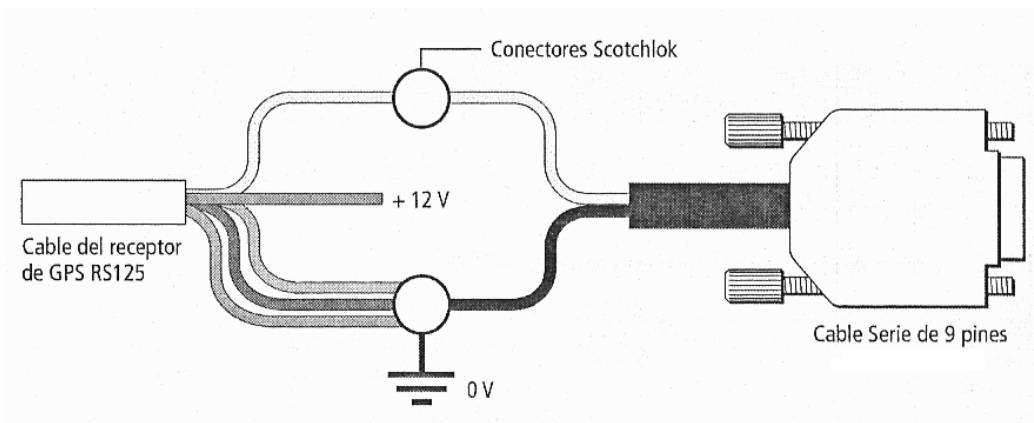 Conectores Scotchlok
+ 12 V
Cable del receptor
de GPS RS125
Cable Serie de 9 pines
0 V